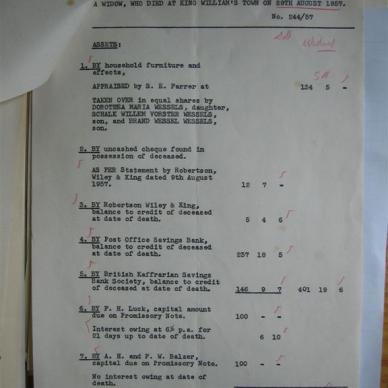 A WIDOW, WHO DIED AT KING WILLIAM'S TOWN ON 29TH AUGUST 1957.
No. 244/57
ASSETS:
1. BY household furniture and
effects,
APPRAISED by S. E. Farrer at 134 5 -
TAKEN OVER in equal shares by
DOROTHEA MARIA WESSELS, daughter,
SCHALK WILLEM VORSTER WESSELS,
son, and BRAND WESSEL WESSELS,
son.
2. BY uncashed cheque found in
possession of deceased.
AS PER Statement by Robertson,
Wiley & King dated 9th August
1957. 12 7 -
3. BY Robertson Wiley & King,
balance to credit of deceased
at date of death. 5 4 6
4. BY Post Office Savings Bank,
balance to credit of deceased
at date of death. 237 18 5
5. BY British Kaffrarian Savings
Bank Society, balance to credit
of deceased at date of death. 146 9 7 401 19 6
6. BY F. H. Luck, capital amount
due on Promissory Note. 100 - -
Interest owing at 6% p.a. for
21 days up to date of death. 6 10
7. BY A. H. and F. W. Balzer,
capital due on Promissory Note. 100 - -
No interest owing at date of
death.